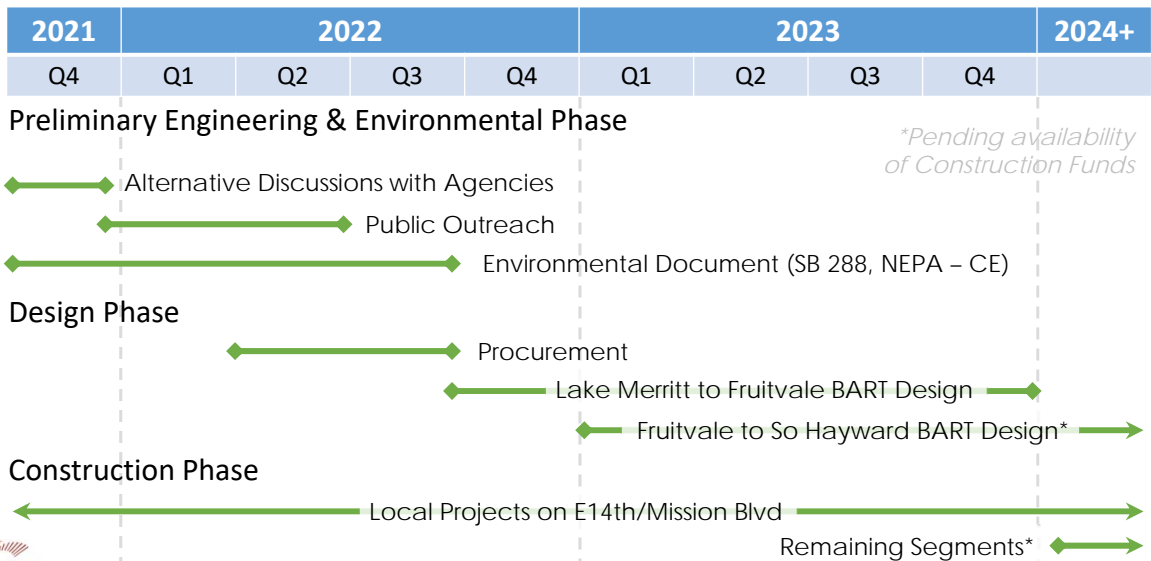 2021 2022 2023 2024+
Q4 Q1 Q2 Q3 Q4 Q1 Q2 Q3 Q4
Preliminary Engineering & Environmental Phase
*Pending availability
of Construction Funds
Alternative Discussions with Agencies
Public Outreach
Environmental Document (SB 288, NEPA – CE)
Design Phase
Procurement
Lake Merritt to Fruitvale BART Design
Fruitvale to So Hayward BART Design*
Construction Phase
Local Projects on E14th/Mission Blvd
Remaining Segments*